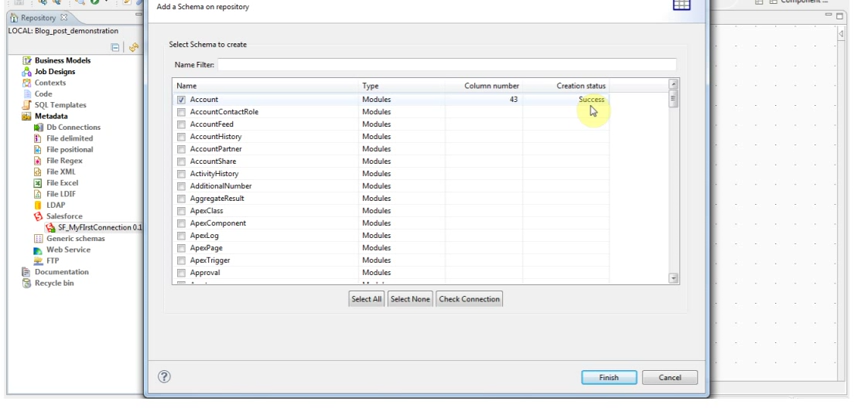 Component ...
Repository
LOCAL: Blog_post_demonstration
Business Models
Job Designs
Contexts
Code
SQL Templates
Metadata
Db Connections
File delimited
File positional
File Regex
File XML
File Excel
File LDIF
LDAP
Salesforce
SF_MyFIrstConnection 0.1
Generic schemas
Web Service
FTP
Documentation
Recycle bin
Add a Schema on repository
Select Schema to create
Name Filter:
Name Type Column number Creation status
Account Modules 43 Success
AccountContactRole Modules
AccountFeed Modules
AccountHistory Modules
AccountPartner Modules
AccountShare Modules
ActivityHistory Modules
AdditionalNumber Modules
AggregateResult Modules
ApexClass Modules
ApexComponent Modules
ApexLog Modules
ApexPage Modules
ApexTrigger Modules
Approval Modules
Select All Select None Check Connection
Finish Cancel